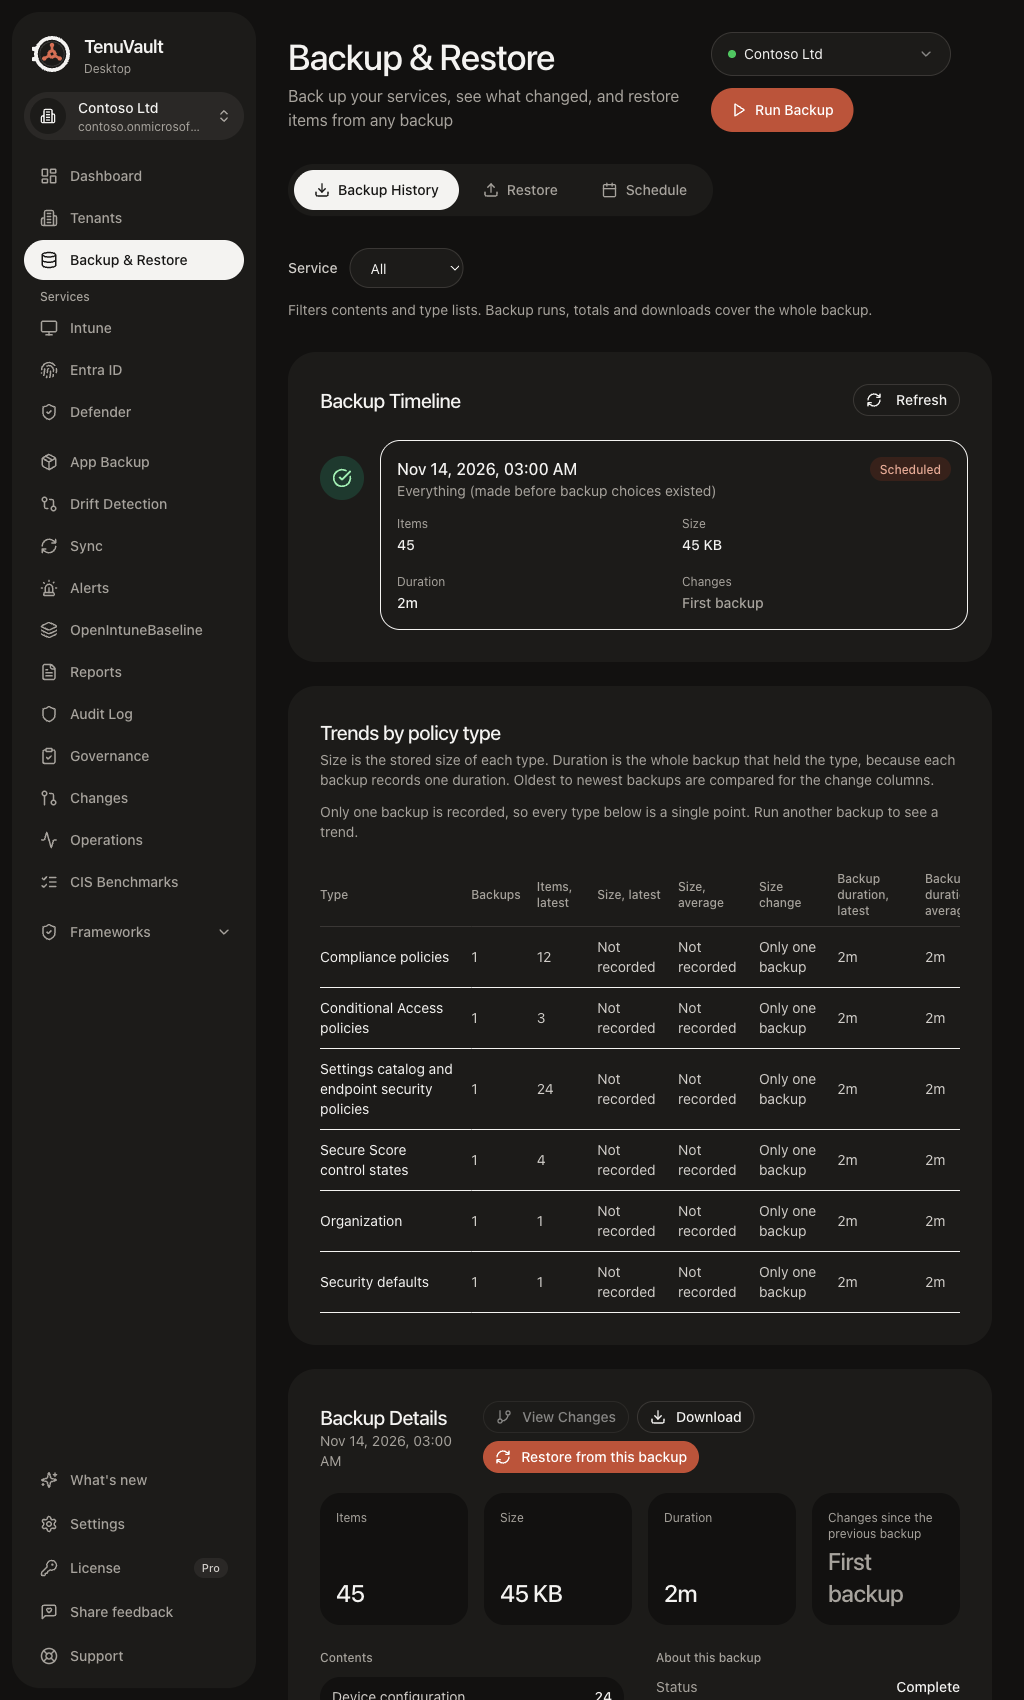 TenuVault
Desktop
Contoso Ltd
contoso.onmicrosof...
Dashboard
Tenants
Backup & Restore
Services
Intune
Entra ID
Defender
App Backup
Drift Detection
Sync
Alerts
OpenIntuneBaseline
Reports
Audit Log
Governance
Changes
Operations
CIS Benchmarks
Frameworks
What's new
Settings
License Pro
Share feedback
Support
Backup & Restore
Back up your services, see what changed, and restore
items from any backup
Contoso Ltd
Run Backup
Backup History Restore Schedule
Service All
Filters contents and type lists. Backup runs, totals and downloads cover the whole backup.
Backup Timeline
Refresh
Nov 14, 2026, 03:00 AM
Scheduled
Everything (made before backup choices existed)
Items Size
45 45 KB
Duration Changes
2m First backup
Trends by policy type
Size is the stored size of each type. Duration is the whole backup that held the type, because each
backup records one duration. Oldest to newest backups are compared for the change columns.
Only one backup is recorded, so every type below is a single point. Run another backup to see a
trend.
Type
Backups
Items,
latest
Size, latest
Size,
average
Size
change
Backup
duration,
latest
Compliance policies
1
12
Not
recorded
Not
recorded
Only one
backup
2m
2m
Conditional Access
policies
1
3
Not
recorded
Not
recorded
Only one
backup
2m
2m
Settings catalog and
endpoint security
policies
1
24
Not
recorded
Not
recorded
Only one
backup
2m
2m
Secure Score
control states
1
4
Not
recorded
Not
recorded
Only one
backup
2m
2m
Organization
1
1
Not
recorded
Not
recorded
Only one
backup
2m
2m
Security defaults
1
1
Not
recorded
Not
recorded
Only one
backup
2m
2m
Backup Details
Nov 14, 2026, 03:00
AM
View Changes
Download
Restore from this backup
Items
45
Size
45 KB
Duration
2m
Changes since the
previous backup
First
backup
Contents
Device configuration 24
About this backup
Status Complete